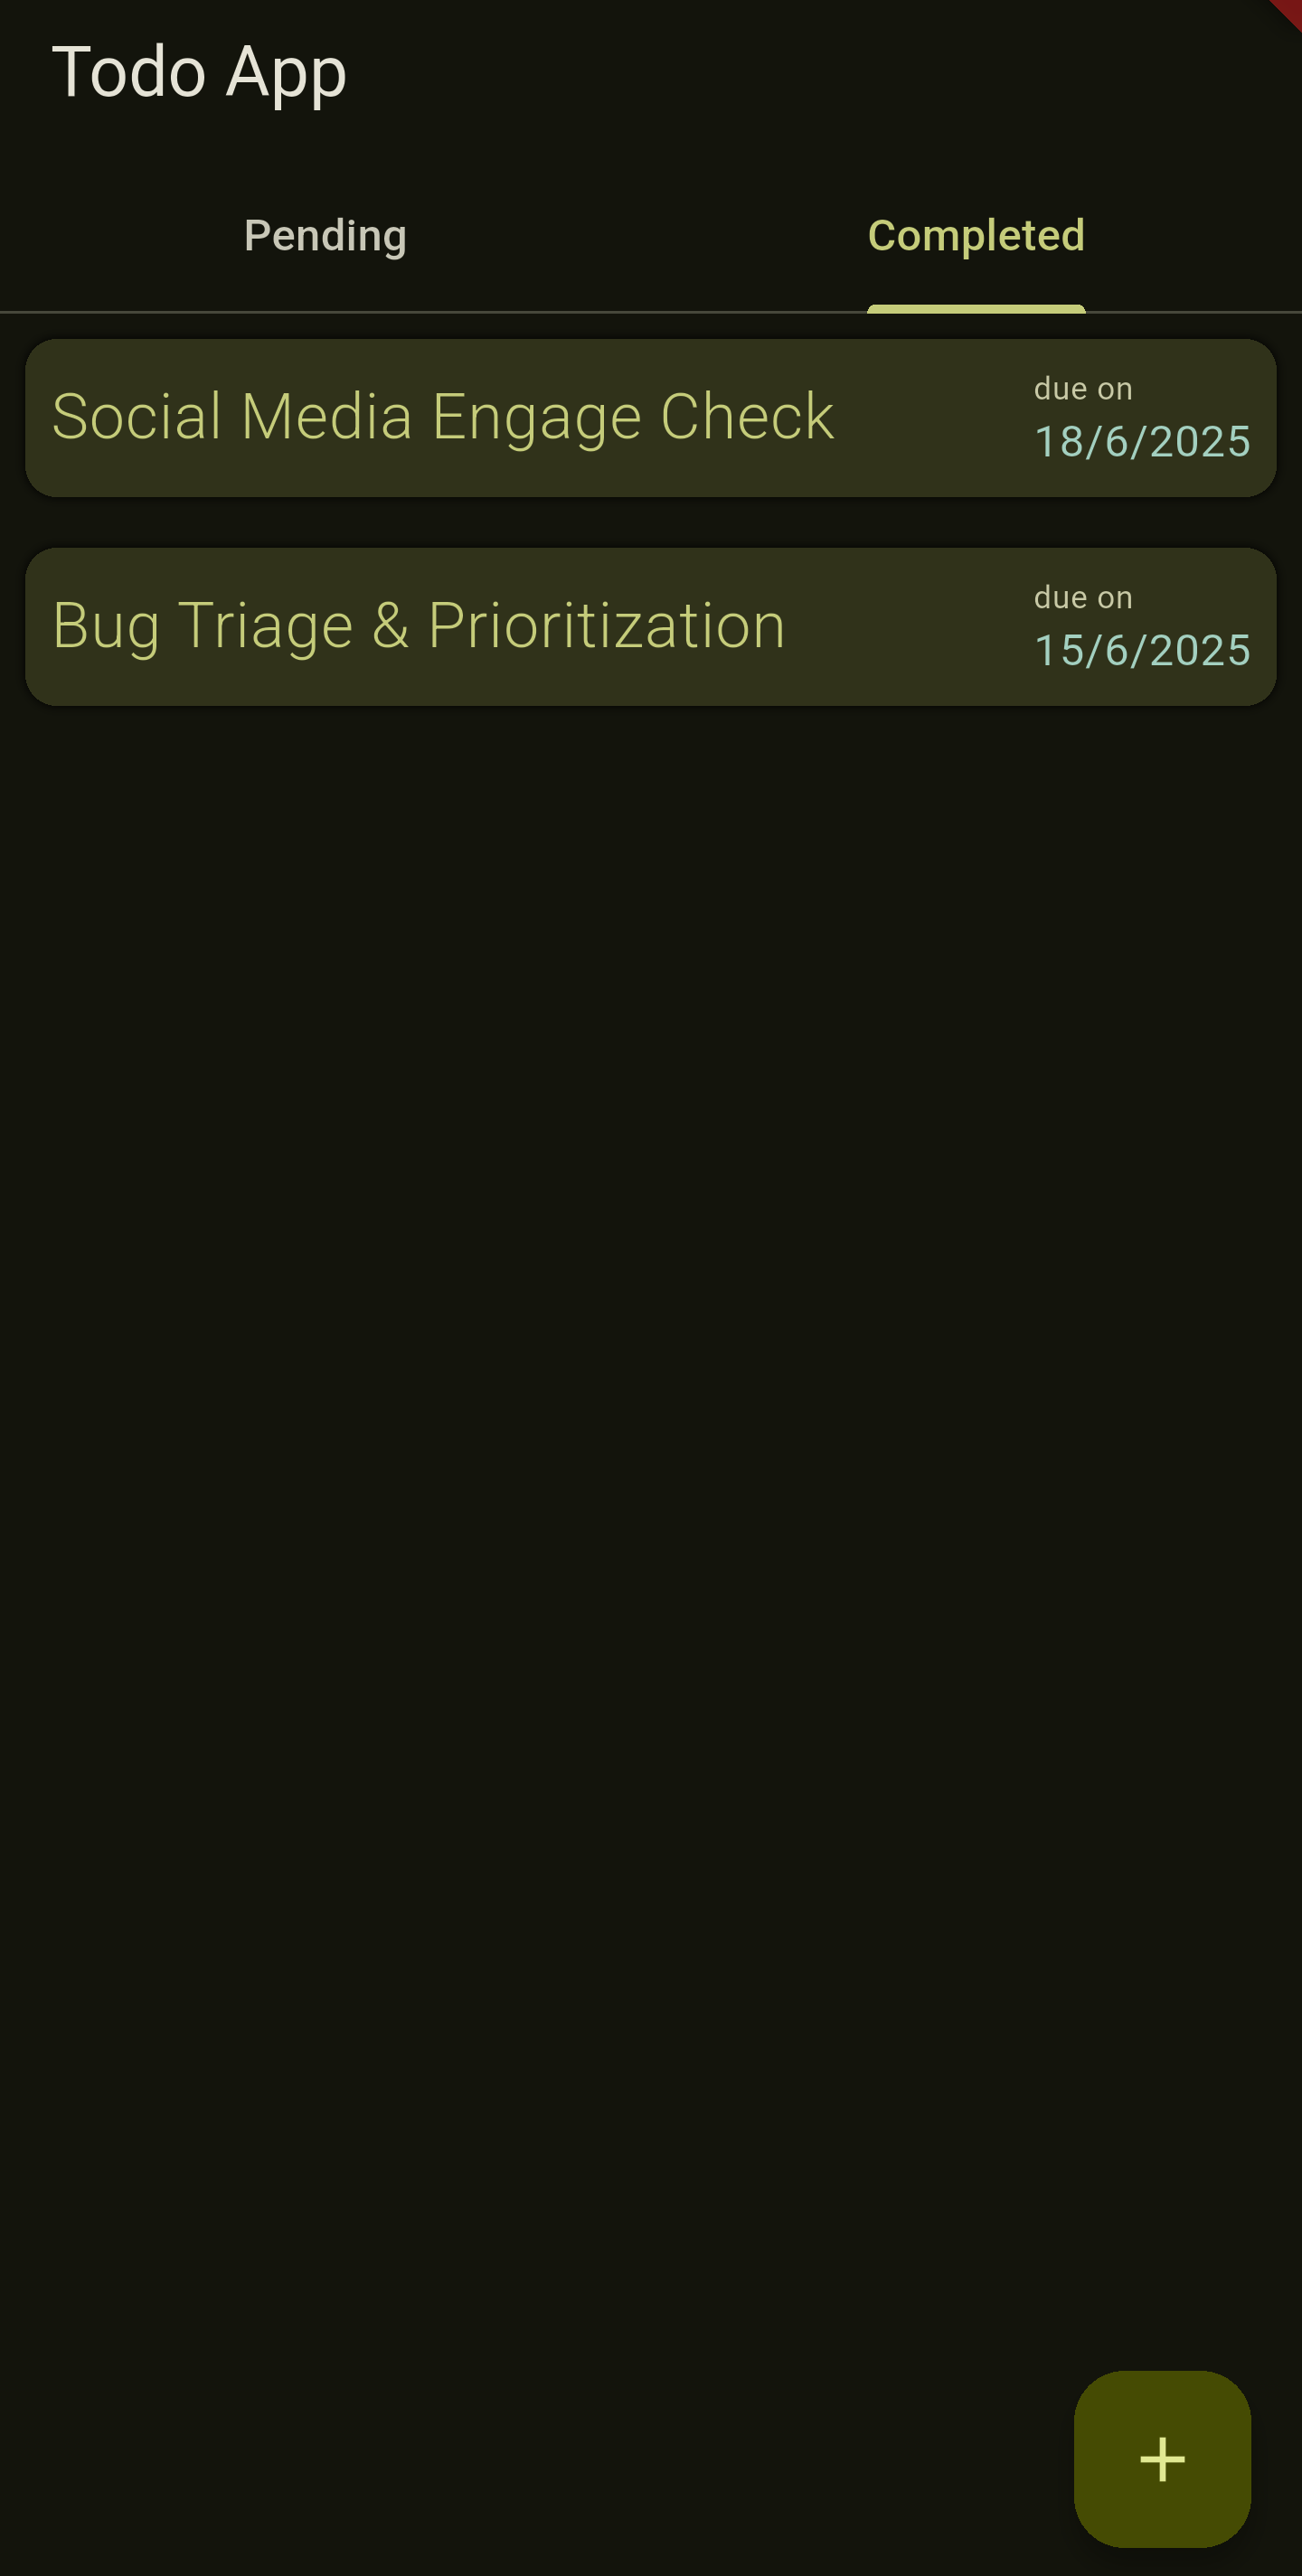 Todo App
Pending
Completed
Social Media Engage Check
due on
18/6/2025
Bug Triage & Prioritization
due on
15/6/2025
+